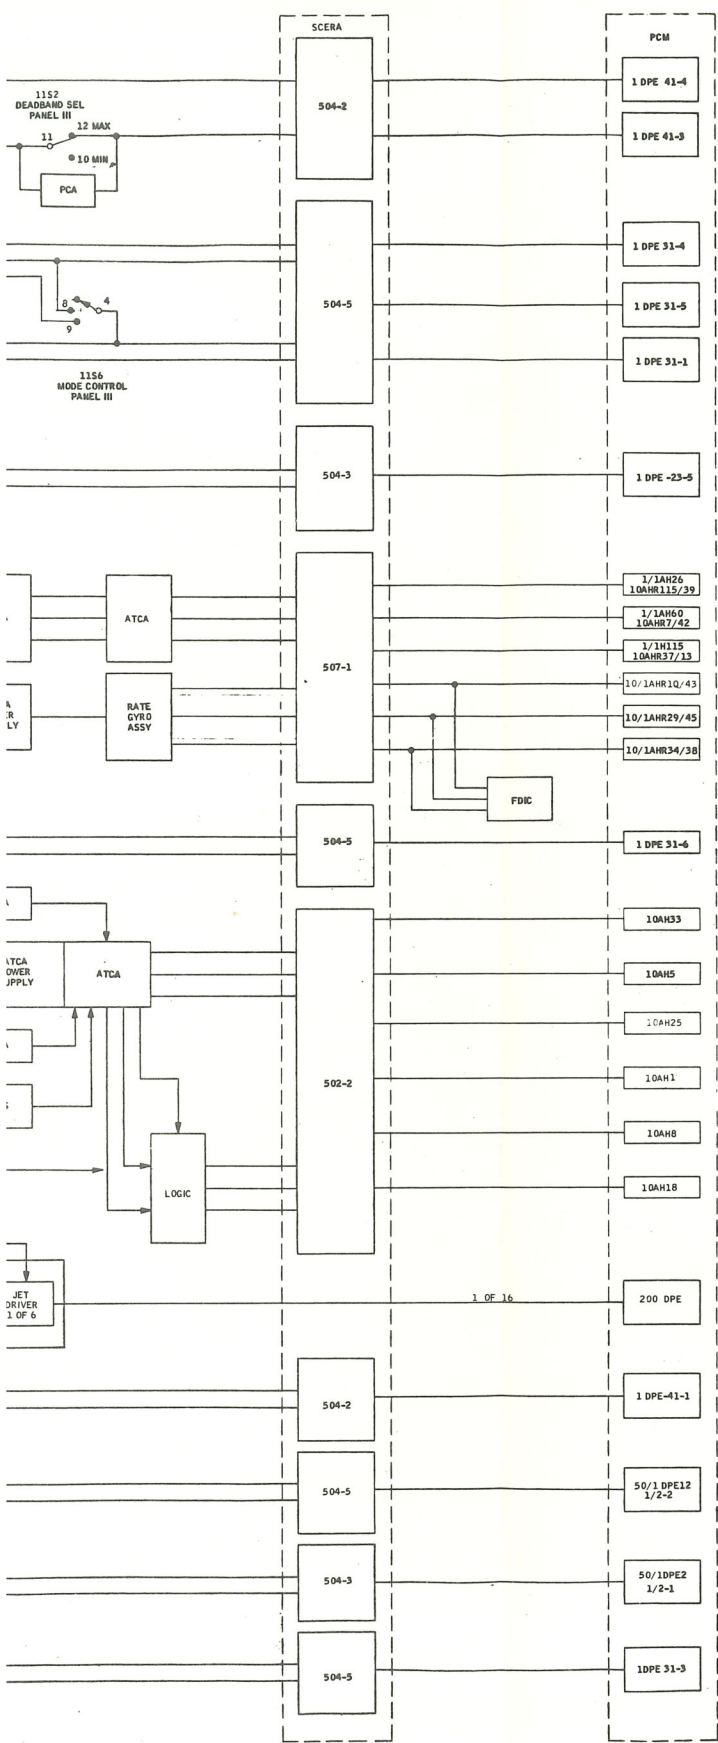 SCERA
PCM
11S2
DEADBAND SEL
PANEL III
11
12 MAX
10 MIN
PCA
504-2
1 DPE 41-4
1 DPE 41-3
504-5
1 DPE 31-4
1 DPE 31-5
1 DPE 31-1
8
4
9
11S6
MODE CONTROL
PANEL III
504-3
1 DPE -23-5
ATCA
507-1
1/1AH26
10AHR115/39
1/1AH60
10AHR7/42
1/1H115
10AHR37/13
10/1AHR1Q/43
10/1AHR29/45
10/1AHR34/38
RATE
GYRO
ASSY
LY
FDIC
504-5
1 DPE 31-6
ATCA
OWER
UPPLY
ATCA
502-2
10AH33
10AH5
10AH25
10AH1
10AH8
10AH18
LOGIC
JET
DRIVER
1 OF 6
1 OF 16
200 DPE
504-2
1 DPE-41-1
504-5
50/1 DPE12
1/2-2
504-3
50/1DPE2
1/2-1
504-5
1DPE 31-3